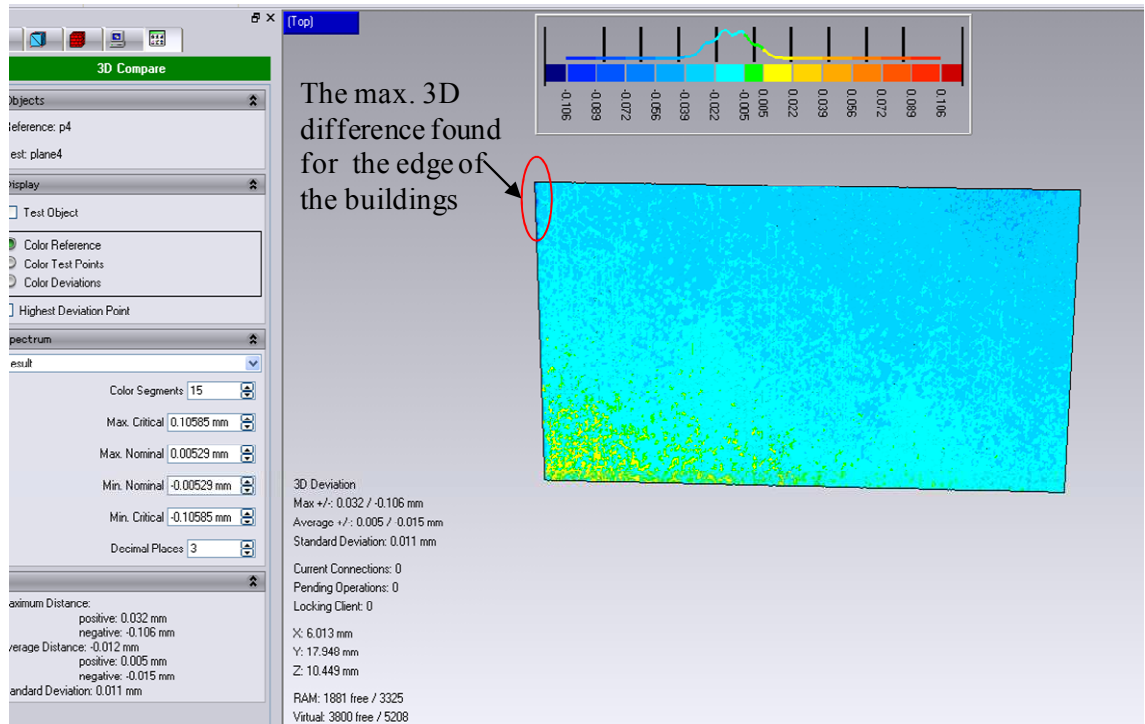 (Top)
3D Compare
Objects
Reference: p4
Test: plane4
Display
Test Object
Color Reference
Color Test Points
Color Deviations
Highest Deviation Point
Spectrum
Result
Color Segments 15
Max. Critical 0.10585 mm
Max. Nominal 0.00529 mm
Min. Nominal -0.00529 mm
Min. Critical -0.10585 mm
Decimal Places 3
Maximum Distance:
positive: 0.032 mm
negative: -0.106 mm
Average Distance: -0.012 mm
positive: 0.005 mm
negative: -0.015 mm
Standard Deviation: 0.011 mm
The max. 3D
difference found
for the edge of
the buildings
-0.106 -0.089 -0.072 -0.056 -0.039 -0.022 -0.005 0.005 0.022 0.039 0.056 0.072 0.089 0.106
3D Deviation
Max +/-: 0.032 / -0.106 mm
Average +/-: 0.005 / -0.015 mm
Standard Deviation: 0.011 mm
Current Connections: 0
Pending Operations: 0
Locking Client: 0
X: 6.013 mm
Y: 17.948 mm
Z: 10.449 mm
RAM: 1881 free / 3325
Virtual: 3800 free / 5208